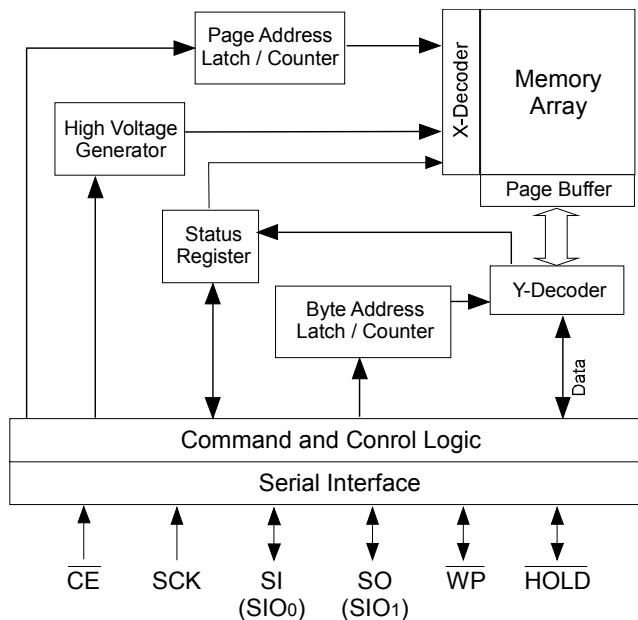 Page Address
Latch / Counter
X-Decoder
Memory
Array
High Voltage
Generator
Page Buffer
Status
Register
Y-Decoder
Byte Address
Latch / Counter
Data
Command and Conrol Logic
Serial Interface
CE
SCK
SI
(SIO0)
SO
(SIO1)
WP
HOLD